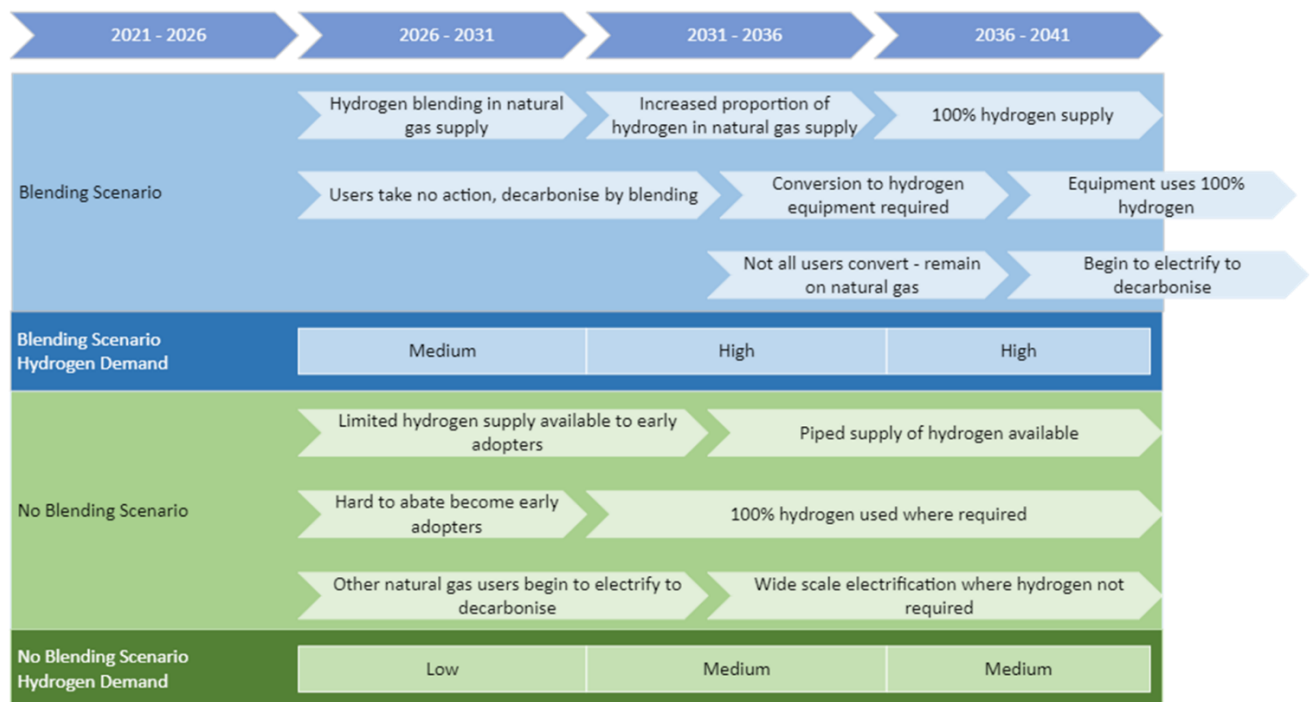 2021 - 2026
2026 - 2031
2031 - 2036
2036 - 2041
Blending Scenario
Hydrogen blending in natural
gas supply
Increased proportion of
hydrogen in natural gas supply
100% hydrogen supply
Users take no action, decarbonise by blending
Conversion to hydrogen
equipment required
Equipment uses 100%
hydrogen
Not all users convert - remain
on natural gas
Begin to electrify to
decarbonise
Blending Scenario
Hydrogen Demand
Medium
High
High
No Blending Scenario
Limited hydrogen supply available to early
adopters
Piped supply of hydrogen available
Hard to abate become early
adopters
100% hydrogen used where required
Other natural gas users begin to electrify to
decarbonise
Wide scale electrification where hydrogen not
required
No Blending Scenario
Hydrogen Demand
Low
Medium
Medium